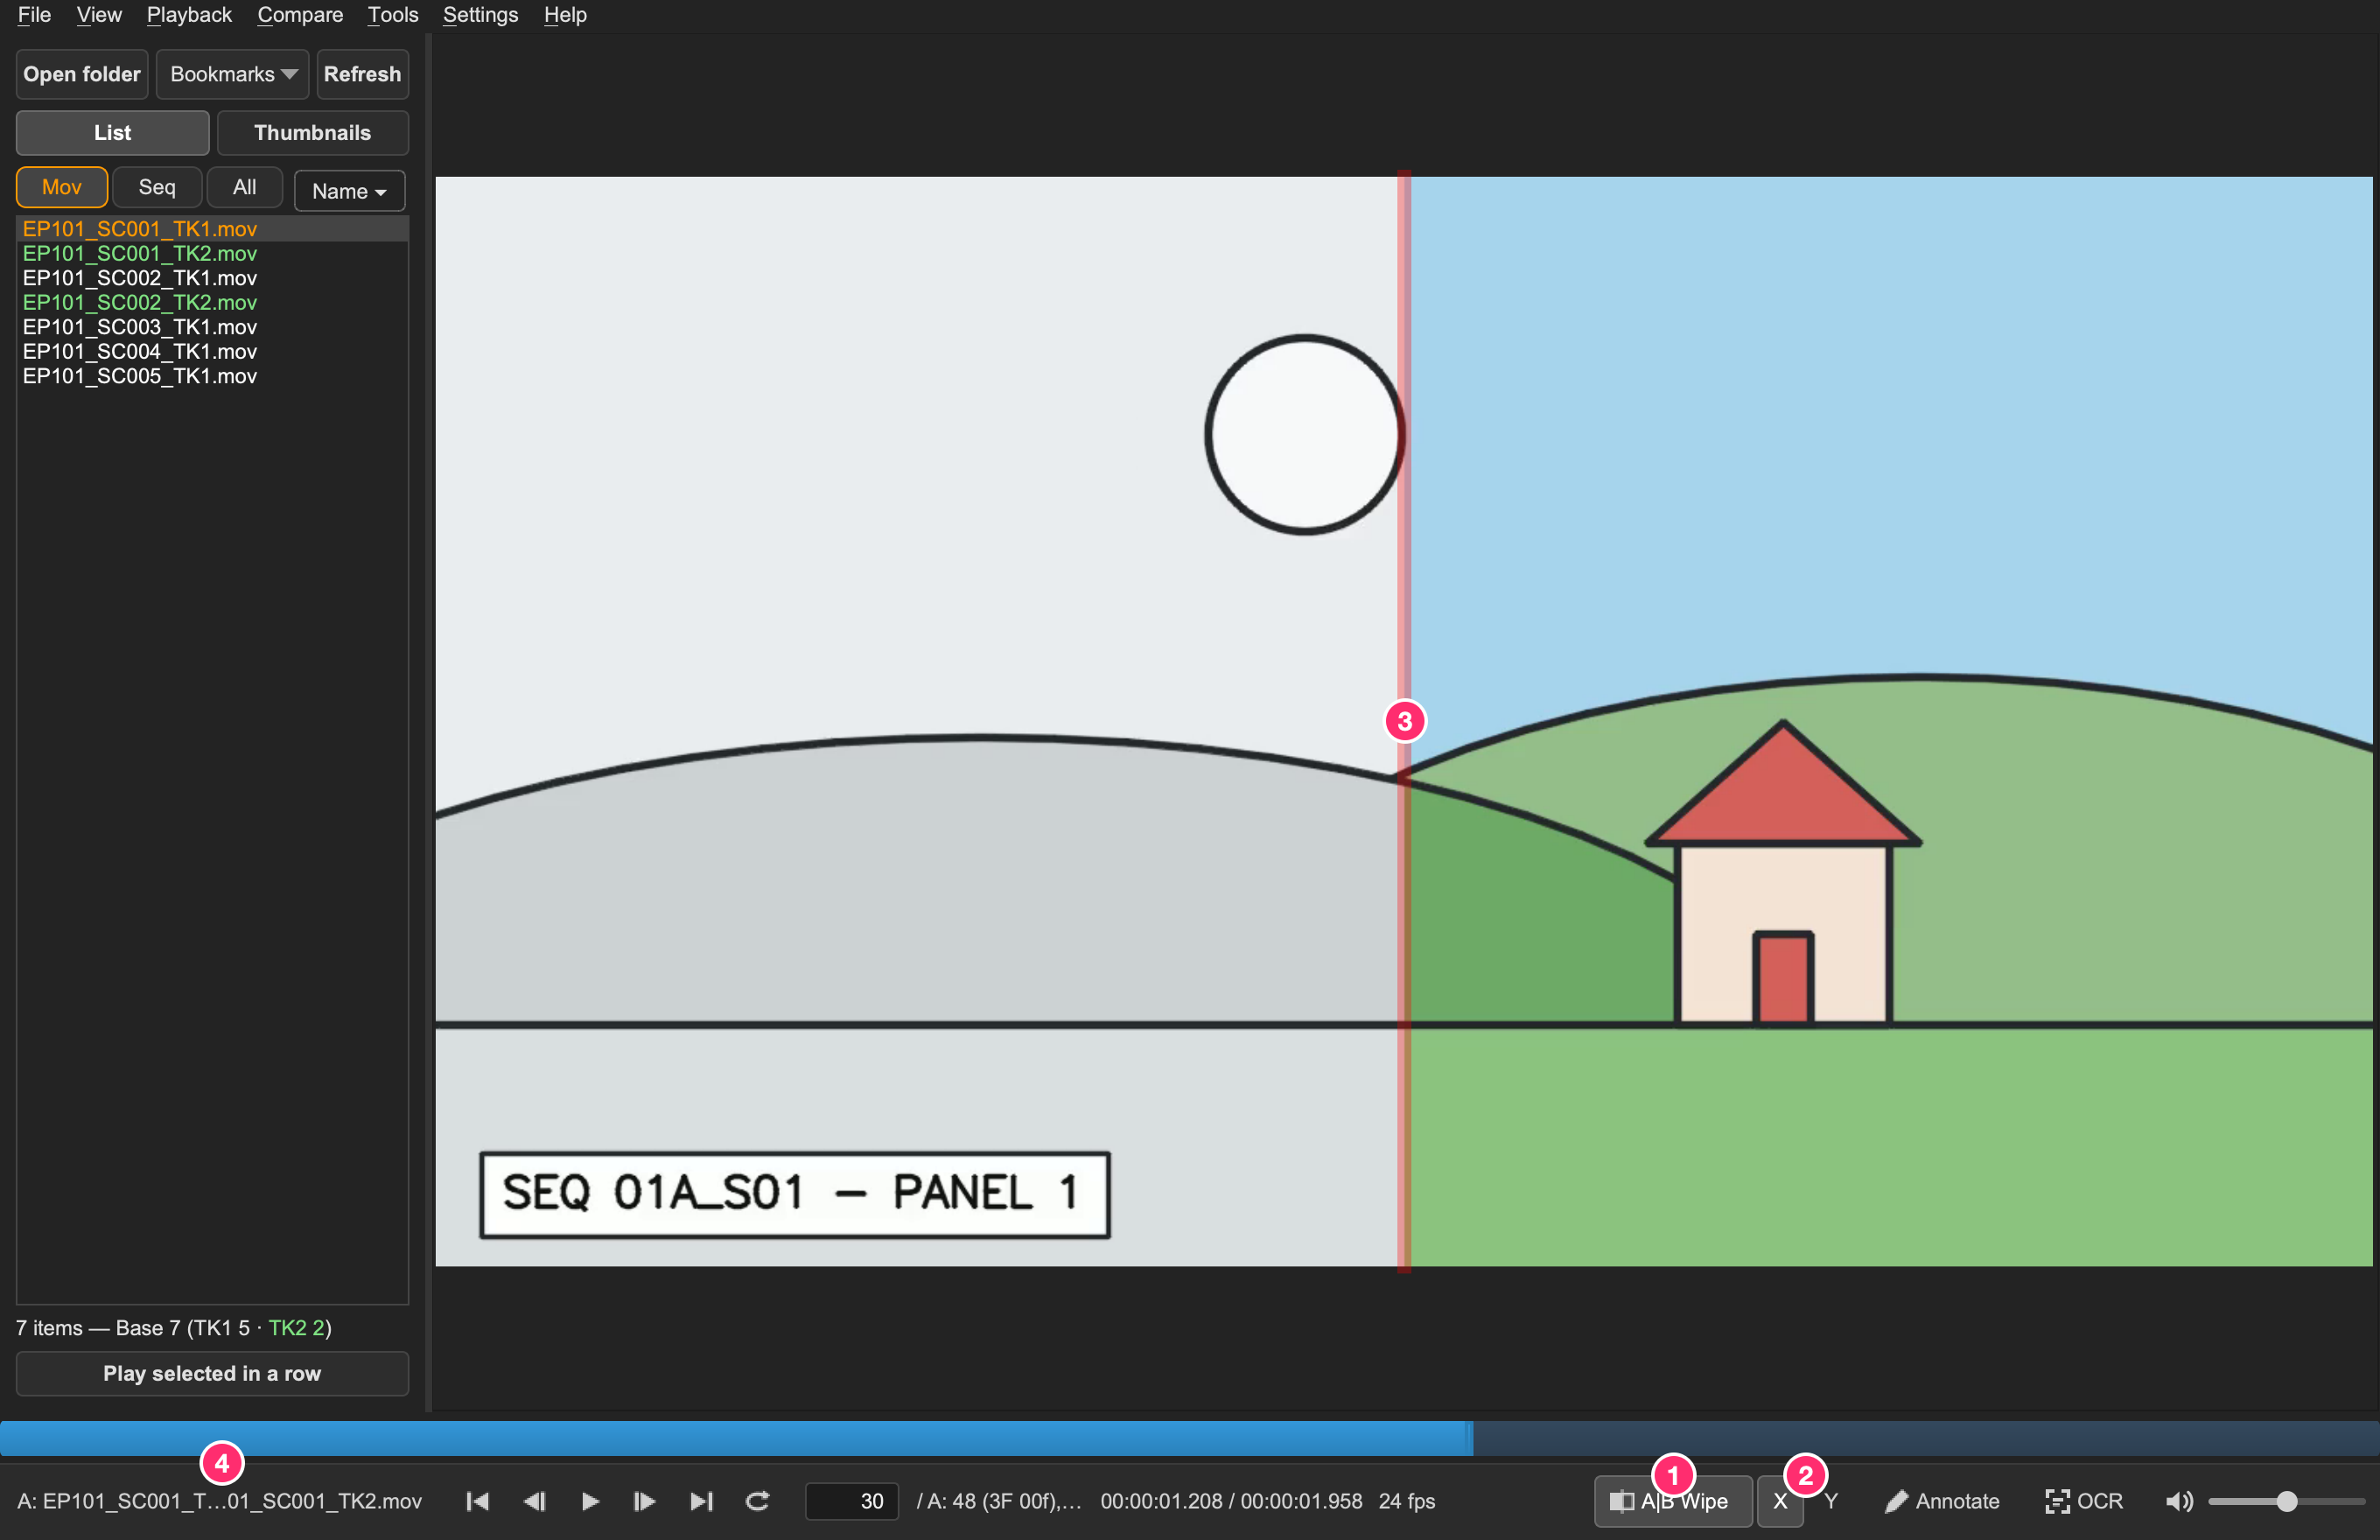 File View Playback Compare Tools Settings Help
Open folder Bookmarks Refresh
List Thumbnails
Mov Seq All Name
EP101_SC001_TK1.mov
EP101_SC001_TK2.mov
EP101_SC002_TK1.mov
EP101_SC002_TK2.mov
EP101_SC003_TK1.mov
EP101_SC004_TK1.mov
EP101_SC005_TK1.mov
3
SEQ 01A_S01 – PANEL 1
7 items — Base 7 (TK1 5 · TK2 2)
Play selected in a row
4 1 2
A: EP101_SC001_T…01_SC001_TK2.mov 30 / A: 48 (3F 00f),… 00:00:01.208 / 00:00:01.958 24 fps A|B Wipe X Y Annotate OCR